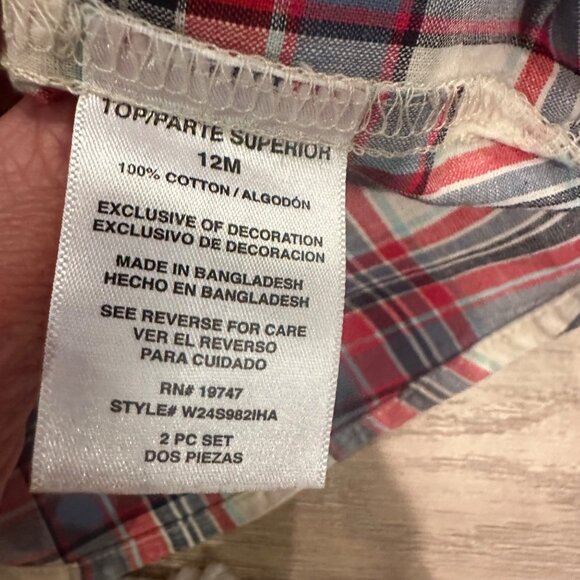 TOP/PARTE SUPERIOR
12M
100% COTTON / ALGODÓN
EXCLUSIVE OF DECORATION
EXCLUSIVO DE DECORACION
MADE IN BANGLADESH
HECHO EN BANGLADESH
SEE REVERSE FOR CARE
VER EL REVERSO
PARA CUIDADO
RN# 19747
STYLE# W24S982IHA
2 PC SET
DOS PIEZAS